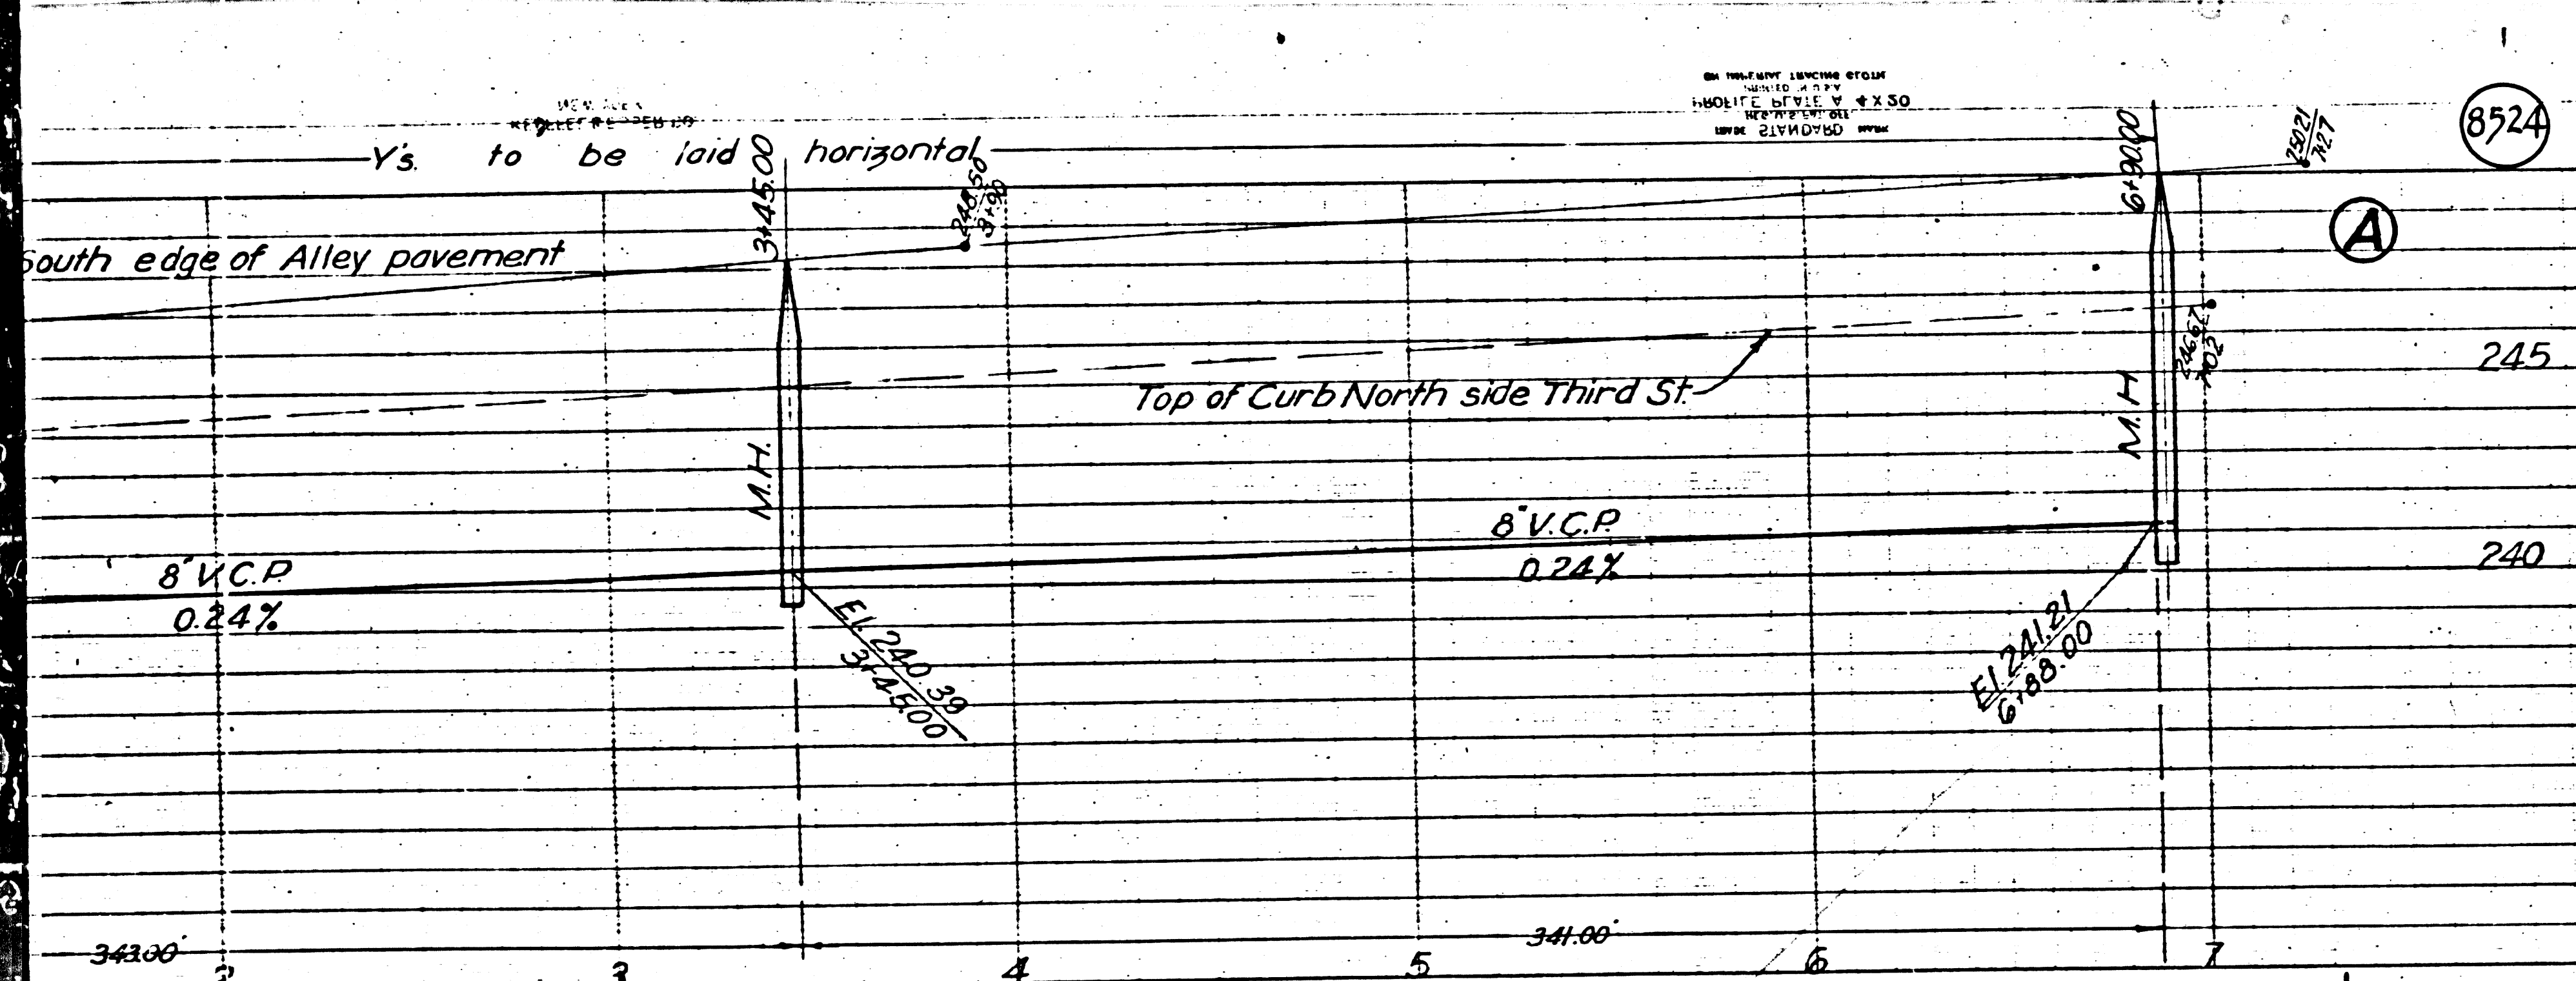 Y's. to be laid horizontal
PROFILE PLATE A 4 X 20
STANDARD
8524
3+45.00
248.50
3+90
6+90.00
250.21
7+27
A
South edge of Alley pavement
246.67
7+02
245
Top of Curb North side Third St.
M.H.
M.H
8" V.C.P.
0.24%
8" V.C.P.
0.24%
240
El. 240.39
3+45.00
El. 241.21
6+88.00
343.00'
341.00'
2 3 4 5 6 7